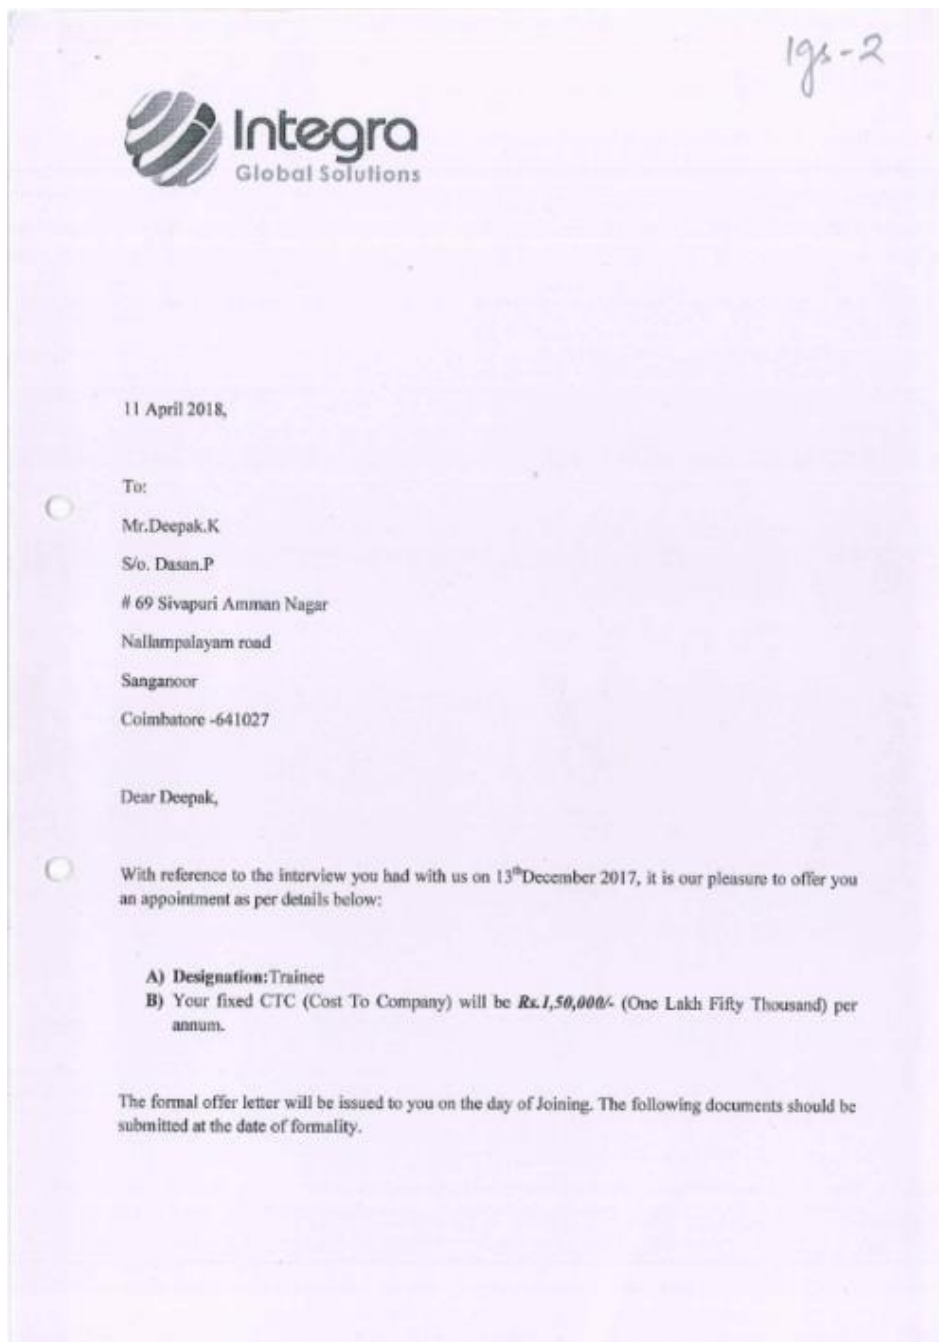 Igs-2
Integra
Global Solutions
11 April 2018,
To:
Mr.Deepak.K
S/o. Dasan.P
# 69 Sivapuri Amman Nagar
Nallampalayam road
Sanganoor
Coimbatore -641027
Dear Deepak,
With reference to the interview you had with us on 13thDecember 2017, it is our pleasure to offer you
an appointment as per details below:
A) Designation:Trainee
B) Your fixed CTC (Cost To Company) will be Rs.1,50,000/- (One Lakh Fifty Thousand) per
annum.
The formal offer letter will be issued to you on the day of Joining. The following documents should be
submitted at the date of formality.